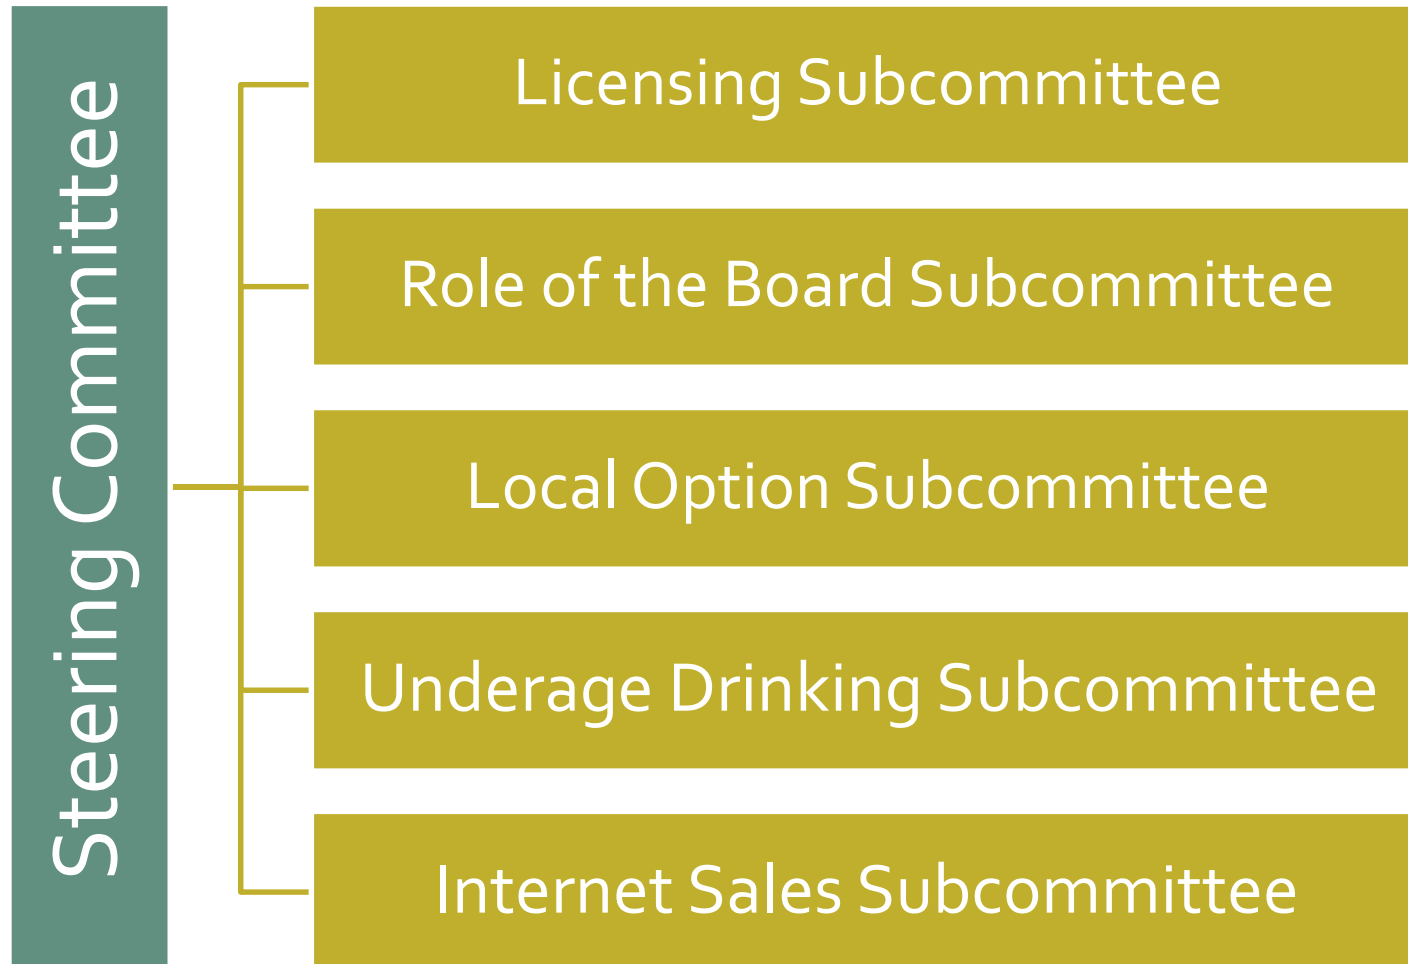 Steering Committee
Licensing Subcommittee
Role of the Board Subcommittee
Local Option Subcommittee
Underage Drinking Subcommittee
Internet Sales Subcommittee